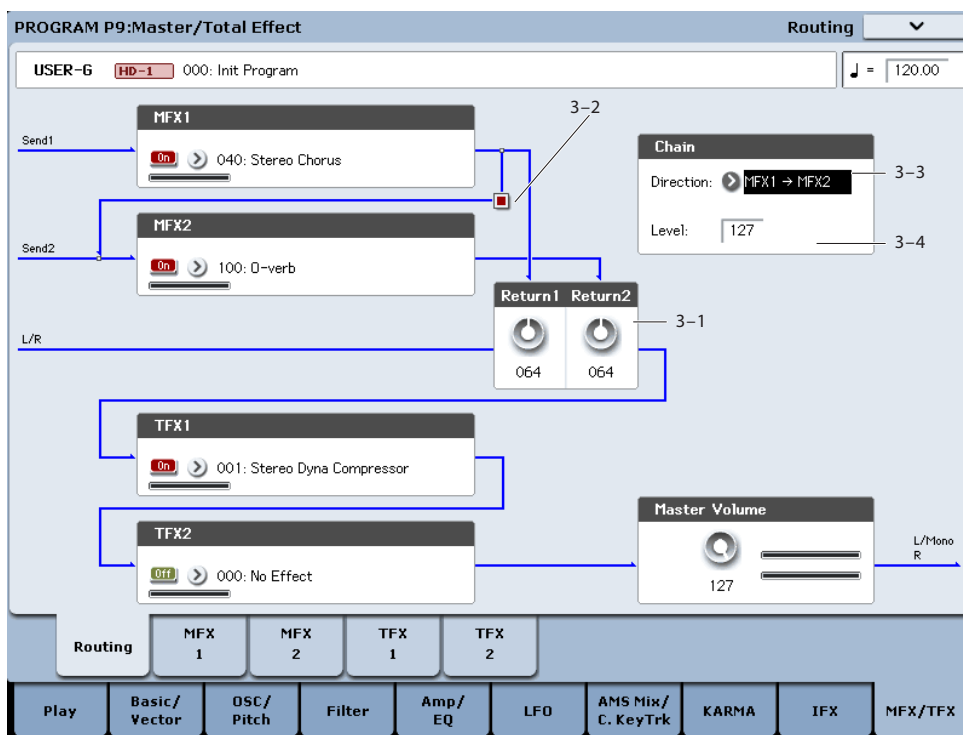 PROGRAM P9:Master/Total Effect
Routing
USER-G HD-1 000: Init Program
♩ = 120.00
3-2
MFX1
Send1
On 040: Stereo Chorus
Chain
Direction: MFX1 → MFX2
3-3
Level: 127
3-4
MFX2
Send2
On 100: O-verb
Return1 Return2
3-1
064 064
L/R
TFX1
On 001: Stereo Dyna Compressor
TFX2
Off 000: No Effect
Master Volume
127
L/Mono
R
Routing
MFX
1
MFX
2
TFX
1
TFX
2
Play
Basic/
Vector
OSC/
Pitch
Filter
Amp/
EQ
LFO
AMS Mix/
C. KeyTrk
KARMA
IFX
MFX/TFX